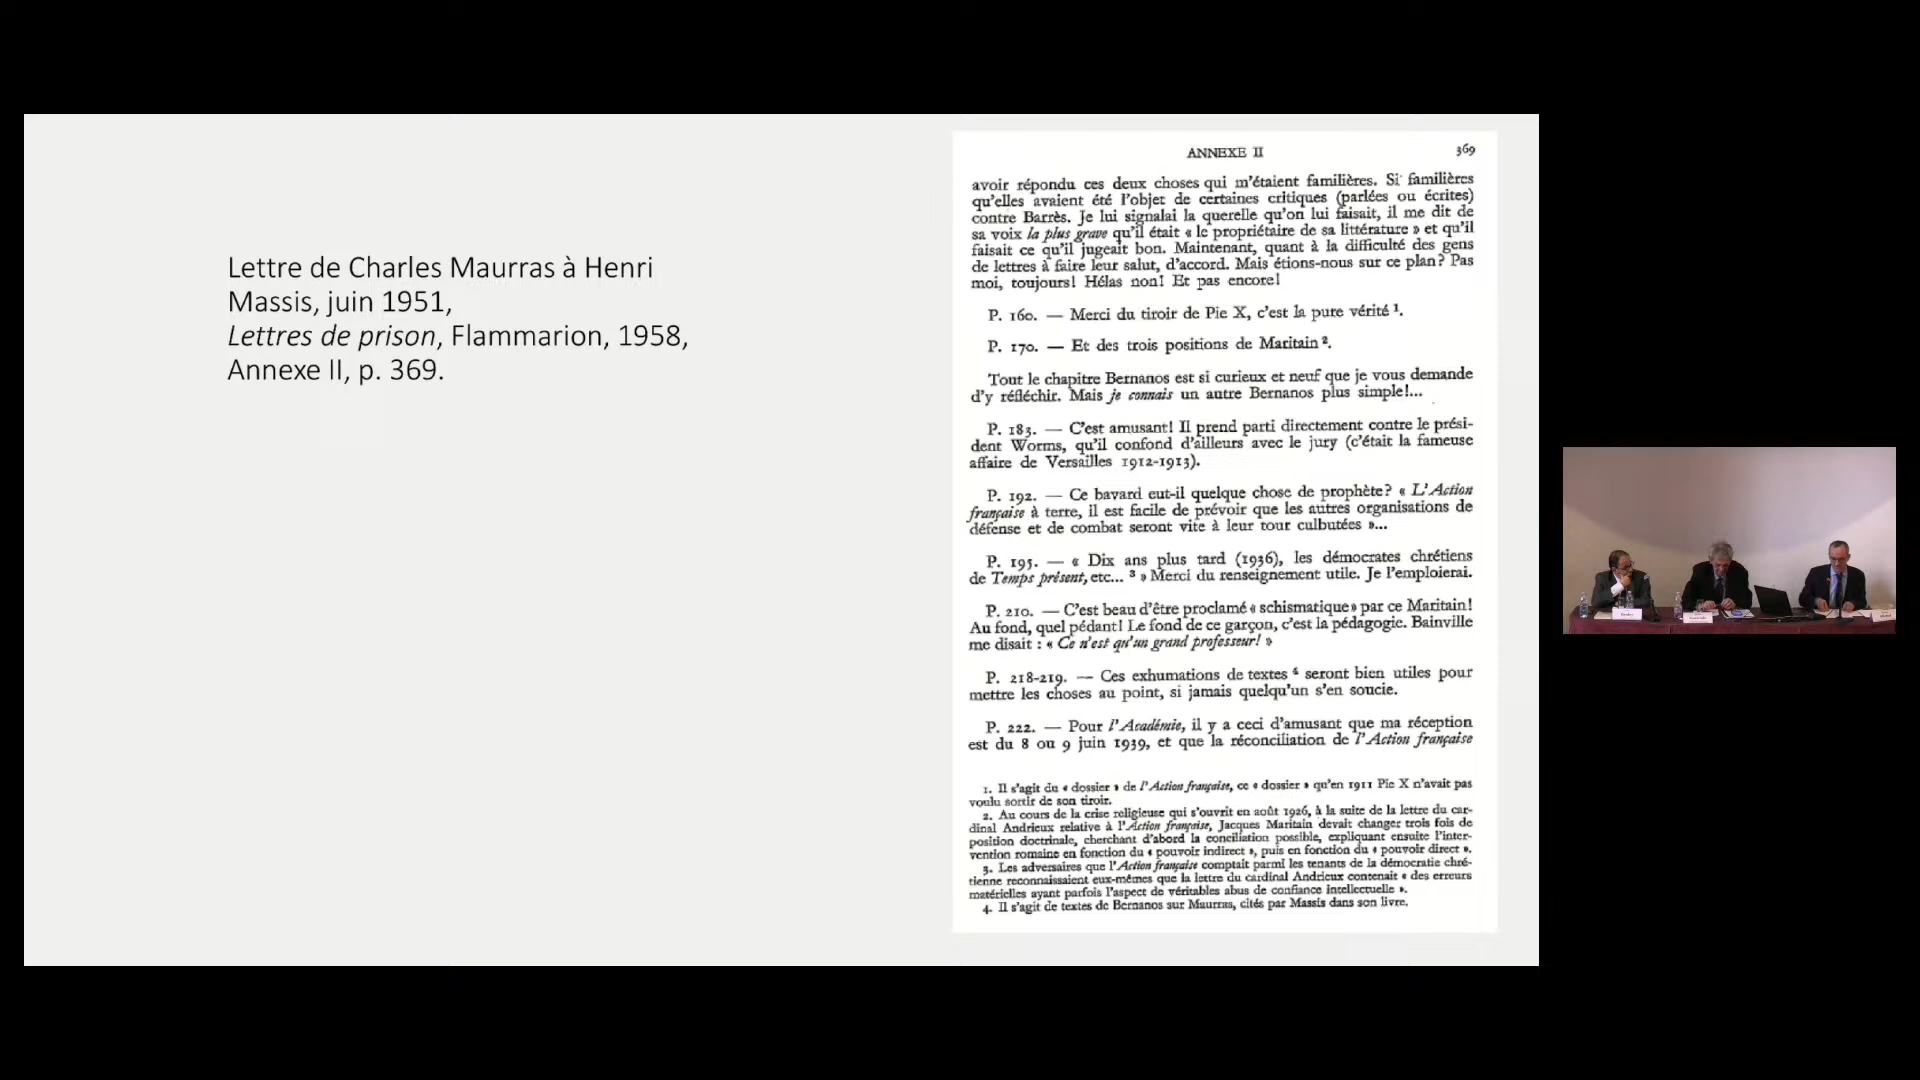 Lettre de Charles Maurras à Henri
Massis, juin 1951,
Lettres de prison, Flammarion, 1958,
Annexe II, p. 369.
ANNEXE II 369
avoir répondu ces deux choses qui m'étaient familières. Si familières
qu'elles avaient été l'objet de certaines critiques (parlées ou écrites)
contre Barrès. Je lui signalai la querelle qu'on lui faisait, il me dit de
sa voix la plus grave qu'il était « le propriétaire de sa littérature » et qu'il
faisait ce qu'il jugeait bon. Maintenant, quant à la difficulté des gens
de lettres à faire leur salut, d'accord. Mais étions-nous sur ce plan? Pas
moi, toujours! Hélas non! Et pas encore!
P. 160. — Merci du tiroir de Pie X, c'est la pure vérité ¹.
P. 170. — Et des trois positions de Maritain ².
Tout le chapitre Bernanos est si curieux et neuf que je vous demande
d'y réfléchir. Mais je connais un autre Bernanos plus simple!...
P. 183. — C'est amusant! Il prend parti directement contre le prési-
dent Worms, qu'il confond d'ailleurs avec le jury (c'était la fameuse
affaire de Versailles 1912-1913).
P. 192. — Ce bavard eut-il quelque chose de prophète? « L'Action
française à terre, il est facile de prévoir que les autres organisations de
défense et de combat seront vite à leur tour culbutées »...
P. 195. — « Dix ans plus tard (1936), les démocrates chrétiens
de Temps présent, etc... ³ » Merci du renseignement utile. Je l'emploierai.
P. 210. — C'est beau d'être proclamé « schismatique » par ce Maritain!
Au fond, quel pédant! Le fond de ce garçon, c'est la pédagogie. Bainville
me disait : « Ce n'est qu'un grand professeur! »
P. 218-219. — Ces exhumations de textes ⁴ seront bien utiles pour
mettre les choses au point, si jamais quelqu'un s'en soucie.
P. 222. — Pour l'Académie, il y a ceci d'amusant que ma réception
est du 8 ou 9 juin 1939, et que la réconciliation de l'Action française
1. Il s'agit du « dossier » de l'Action française, ce « dossier » qu'en 1911 Pie X n'avait pas
voulu sortir de son tiroir.
2. Au cours de la crise religieuse qui s'ouvrit en août 1926, à la suite de la lettre du car-
dinal Andrieux relative à l'Action française, Jacques Maritain devait changer trois fois de
position doctrinale, cherchant d'abord la conciliation possible, expliquant ensuite l'inter-
vention romaine en fonction du « pouvoir indirect », puis en fonction du « pouvoir direct ».
3. Les adversaires que l'Action française comptait parmi les tenants de la démocratie chré-
tienne reconnaissaient eux-mêmes que la lettre du cardinal Andrieux contenait « des erreurs
matérielles ayant parfois l'aspect de véritables abus de confiance intellectuelle ».
4. Il s'agit de textes de Bernanos sur Maurras, cités par Massis dans son livre.